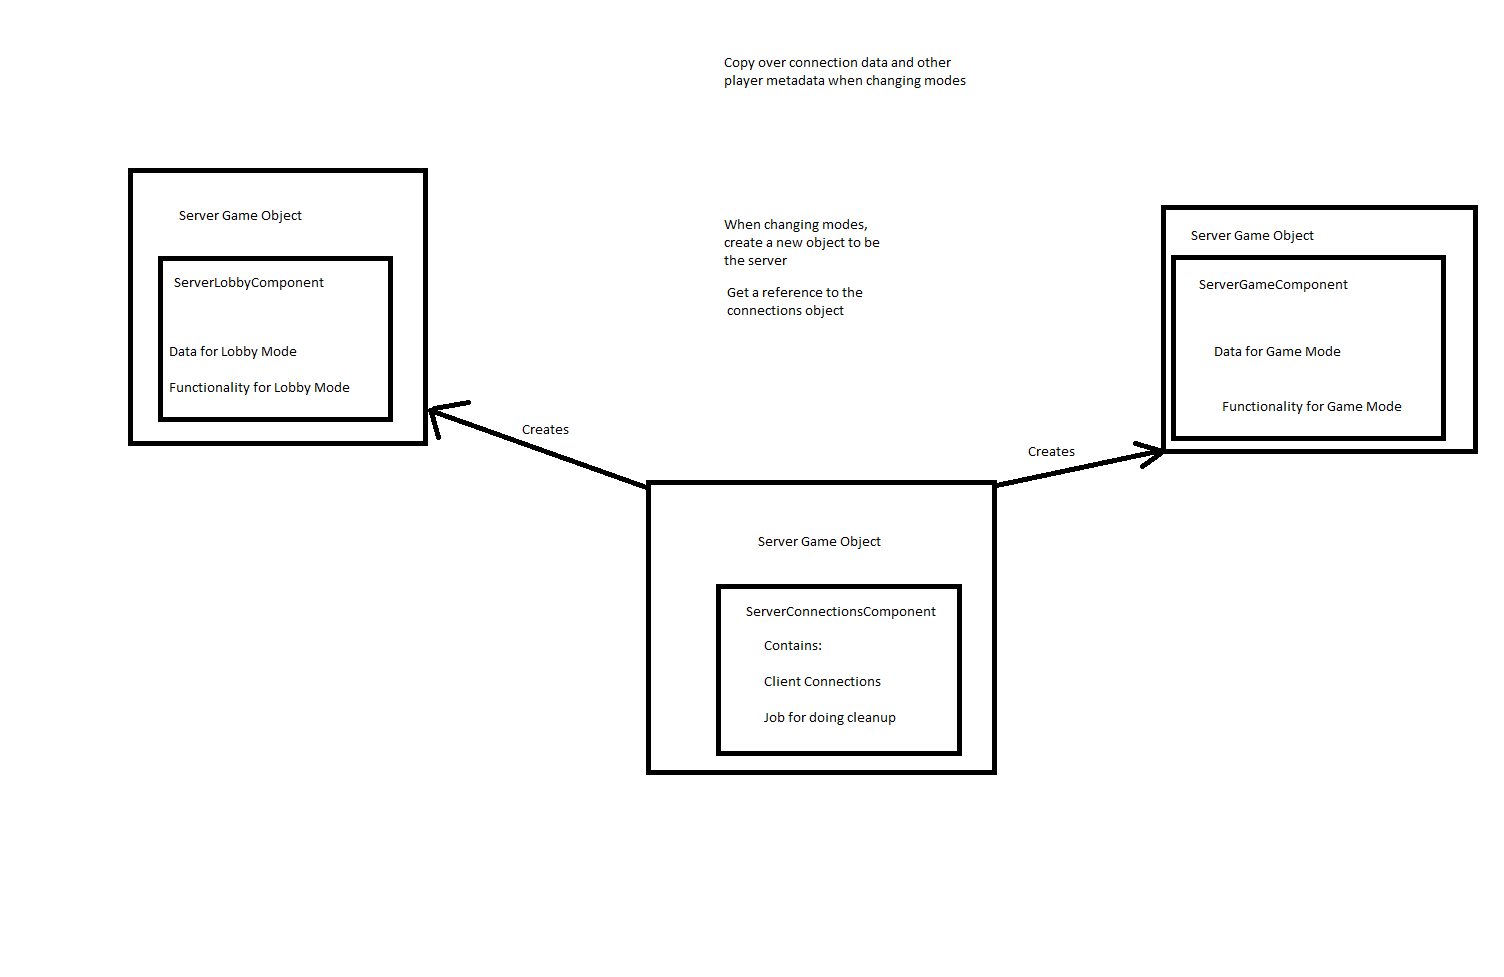 Copy over connection data and other
player metadata when changing modes
Server Game Object
ServerLobbyComponent
Data for Lobby Mode
Functionality for Lobby Mode
When changing modes,
create a new object to be
the server
Get a reference to the
connections object
Server Game Object
ServerGameComponent
Data for Game Mode
Functionality for Game Mode
Creates
Creates
Server Game Object
ServerConnectionsComponent
Contains:
Client Connections
Job for doing cleanup